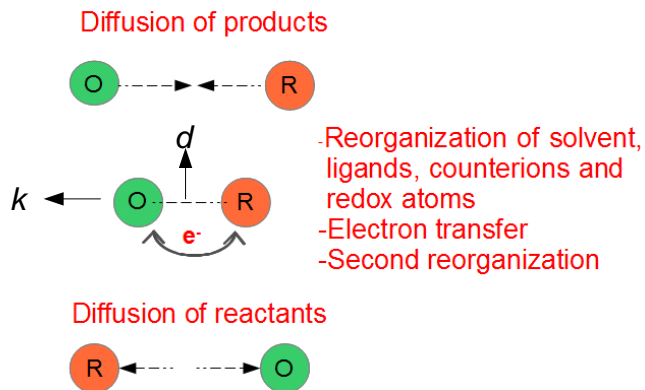 Diffusion of products
O R
d
k O R
e-
-Reorganization of solvent,
ligands, counterions and
redox atoms
-Electron transfer
-Second reorganization
Diffusion of reactants
R O